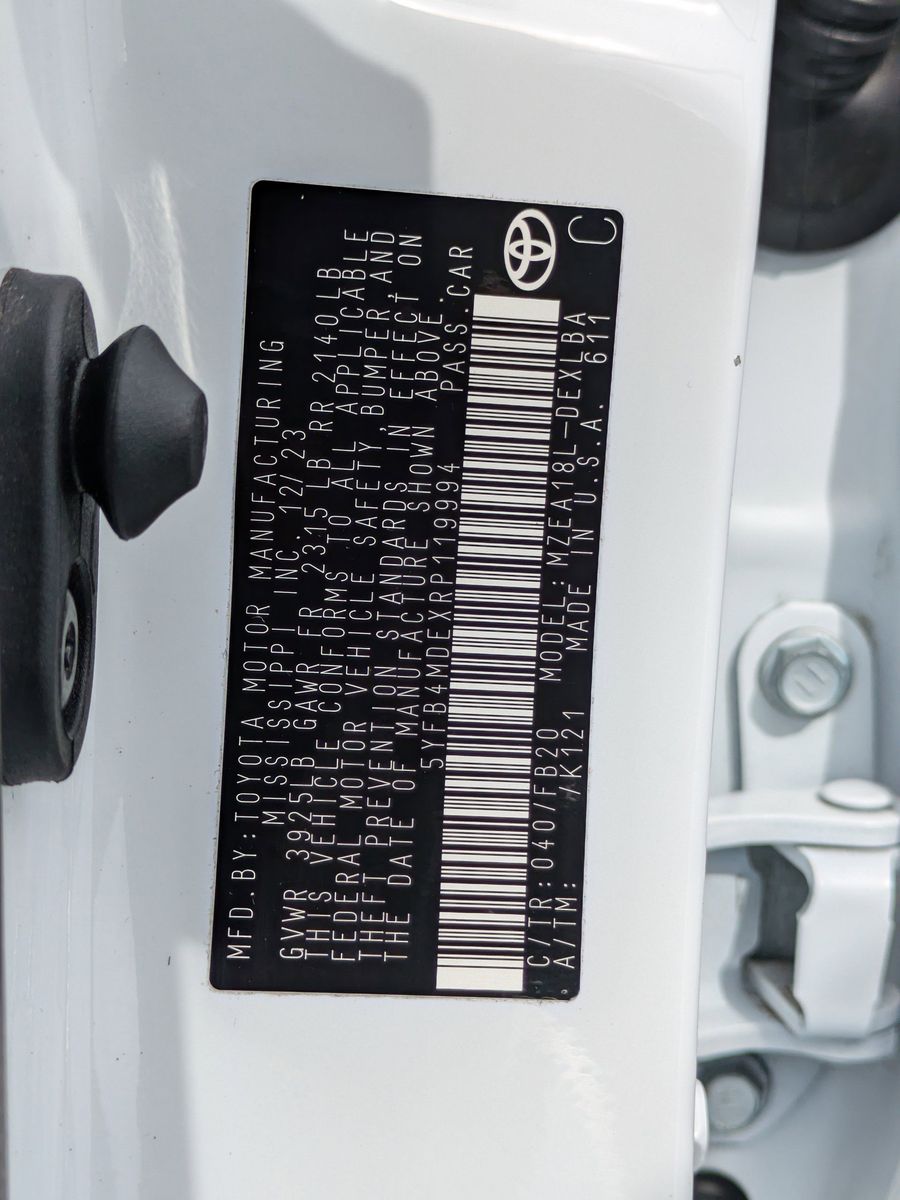 MFD.BY:TOYOTA MOTOR MANUFACTURING
MISSISSIPPI INC. 12/23
GVWR 3925LB GAWR FR 2315 LB RR 2140LB
THIS VEHICLE CONFORMS TO ALL APPLICABLE
FEDERAL MOTOR VEHICLE SAFETY, BUMPER, AND
THEFT PREVENTION STANDARDS IN EFFECT ON
THE DATE OF MANUFACTURE SHOWN ABOVE.
5YFB4MDEXRP119994 PASS.CAR
C/TR:040/FB20 MODEL:MZEA18L-DEXLBA
A/TM: /K121 MADE IN U.S.A. 611
C